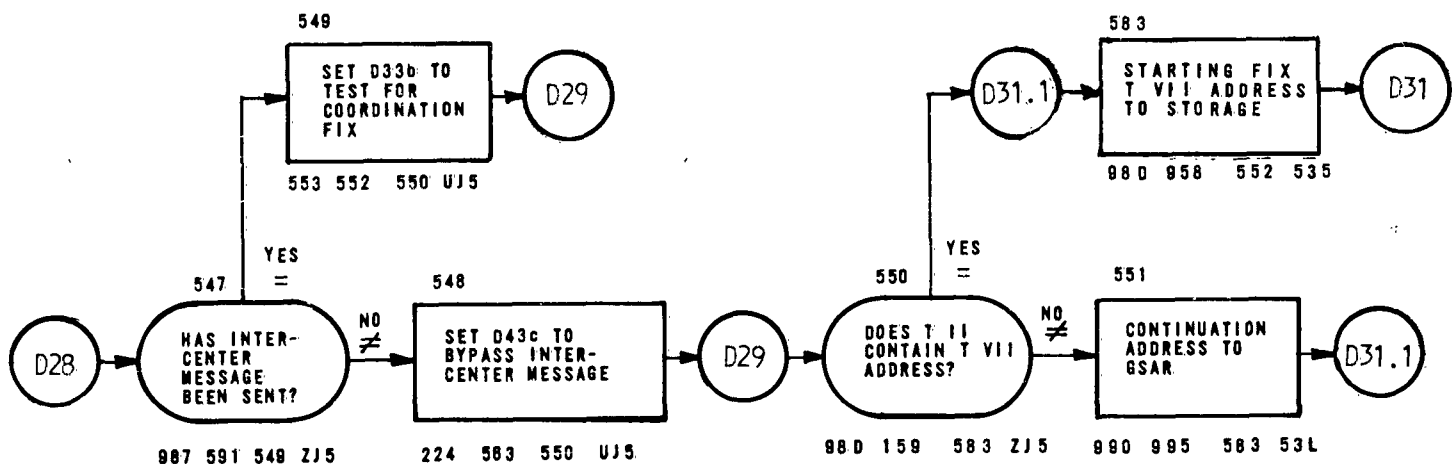 549
SET D33b TO
TEST FOR
COORDINATION
FIX
D29
553 552 550 UJ5
583
D31.1
STARTING FIX
T VII ADDRESS
TO STORAGE
D31
98D 958 552 535
YES
=
547
D28
HAS INTER-
CENTER
MESSAGE
BEEN SENT?
NO
≠
987 591 549 ZJ5
548
SET D43c TO
BYPASS INTER-
CENTER MESSAGE
D29
224 563 550 UJ5
YES
=
550
DOES T II
CONTAIN T VII
ADDRESS?
NO
≠
98D 159 583 ZJ5
551
CONTINUATION
ADDRESS TO
GSAR
D31.1
990 995 583 53L